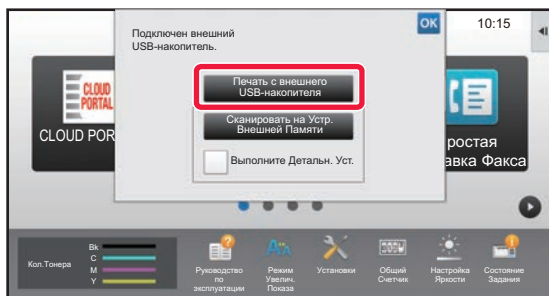 Подключен внешний
USB-накопитель.
OK
10:15
Печать с внешнего
USB-накопителя
Сканировать на Устр.
Внешней Памяти
Выполните Детальн. Уст.
CLOUD
PORTAL
CLOUD POR
ростая
авка Факса
Кол.Тонера
Bk
C
M
Y
Руководство
по
эксплуатации
Режим
Увелич.
Показа
Установки
Общий
Счетчик
Настройка
Яркости
Состояние
Задания